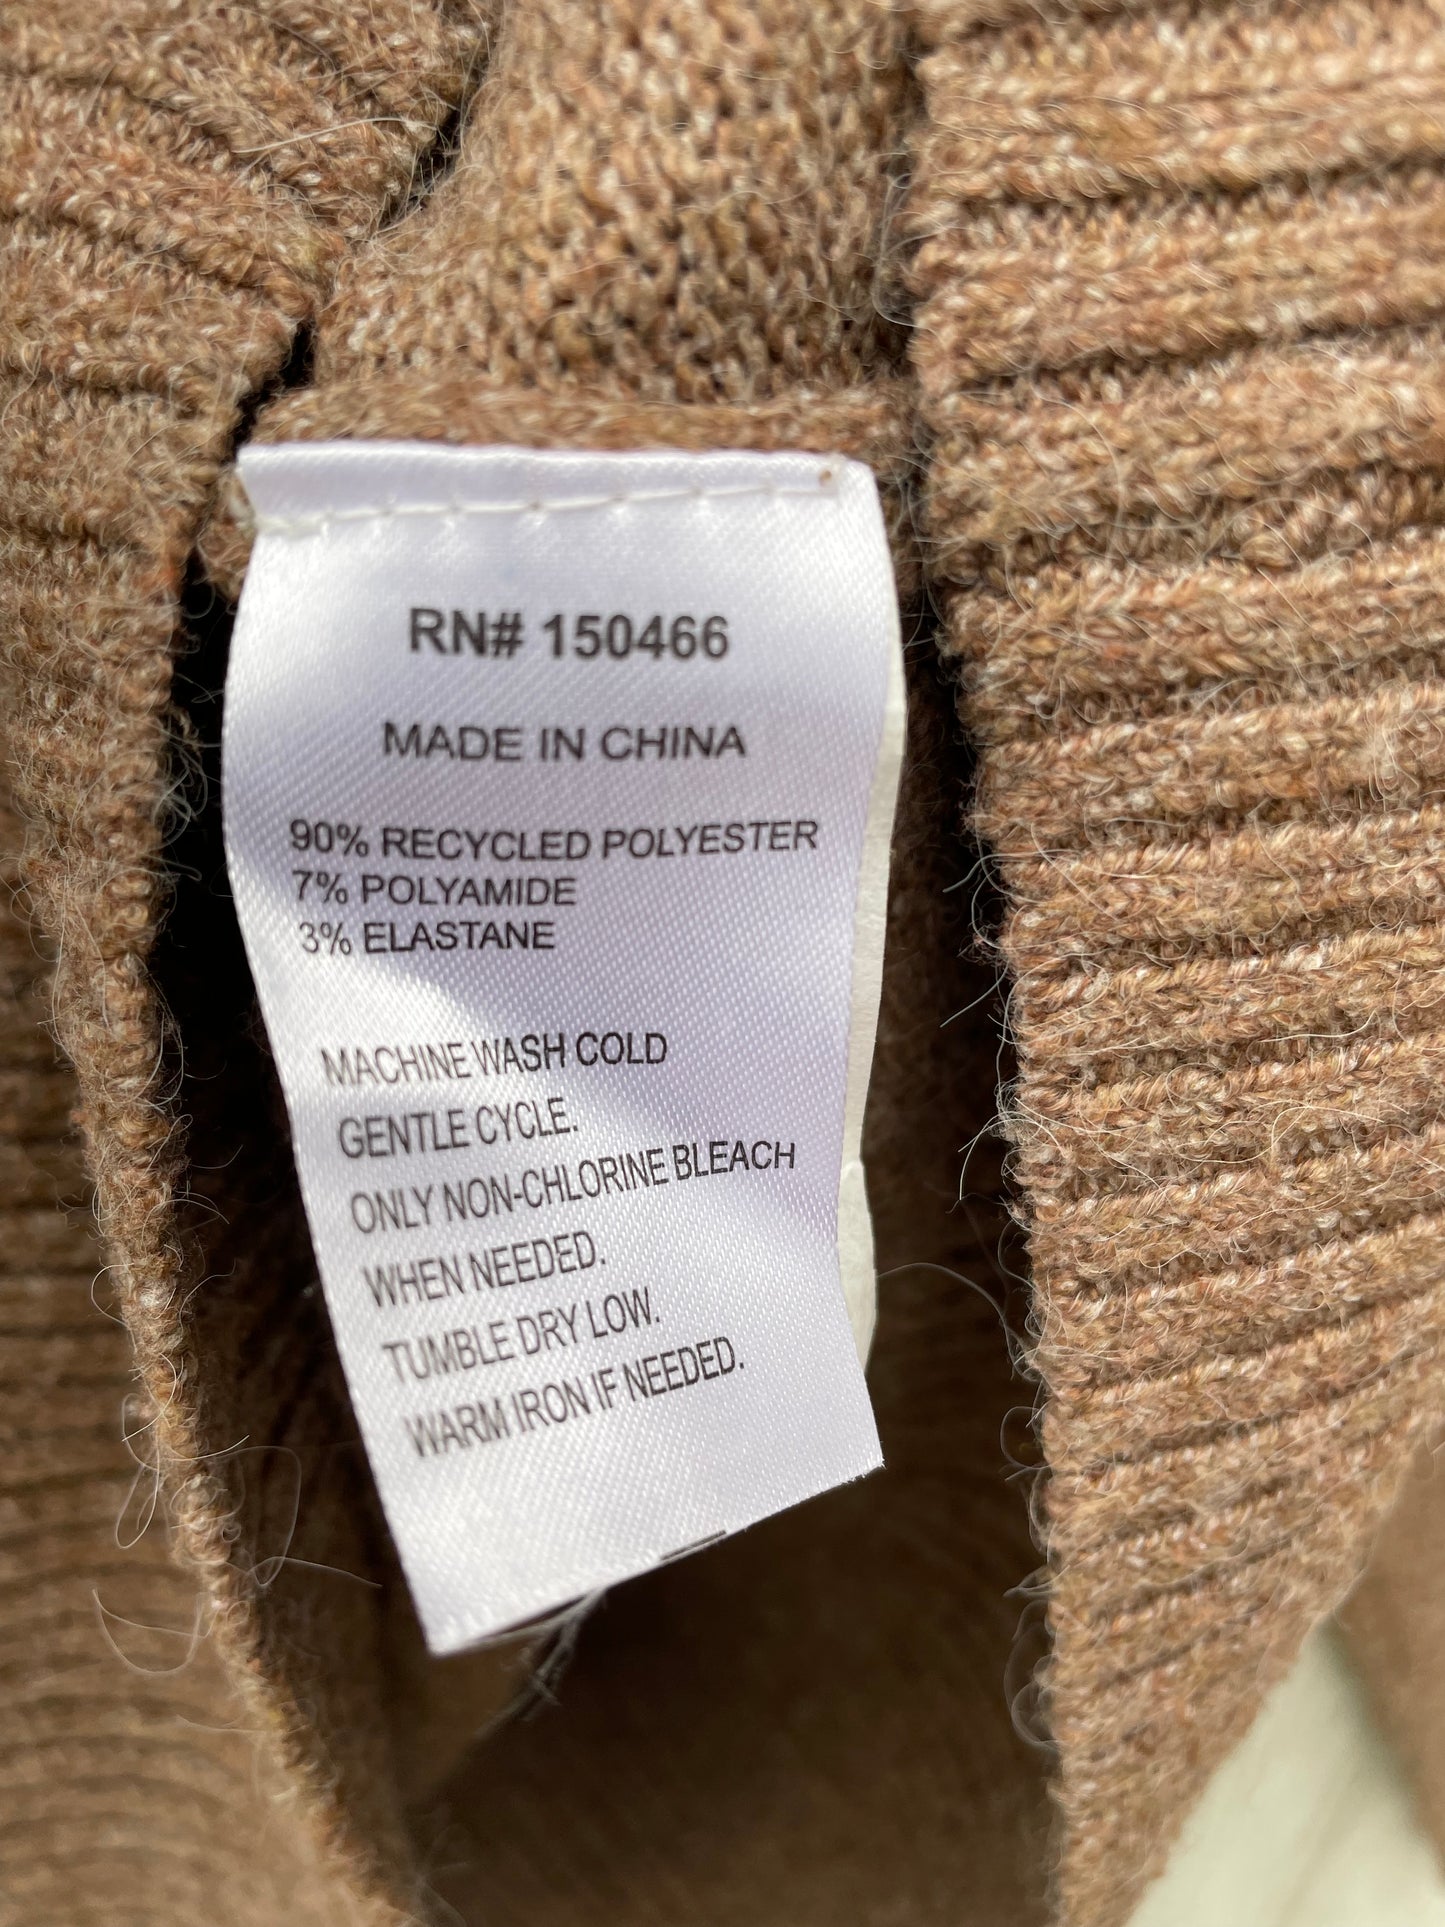 RN# 150466
MADE IN CHINA
90% RECYCLED POLYESTER
7% POLYAMIDE
3% ELASTANE
MACHINE WASH COLD
GENTLE CYCLE.
ONLY NON-CHLORINE BLEACH
WHEN NEEDED.
TUMBLE DRY LOW.
WARM IRON IF NEEDED.